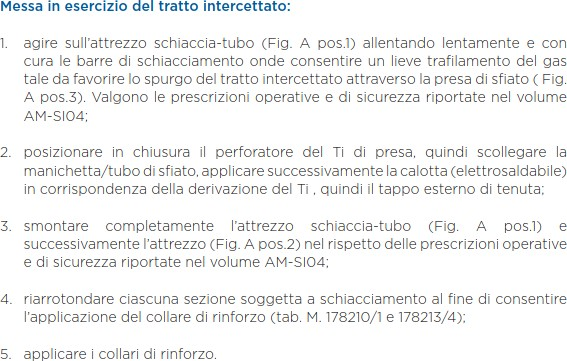 Messa in esercizio del tratto intercettato:
1. agire sull'attrezzo schiaccia-tubo (Fig. A pos.1) allentando lentamente e con
cura le barre di schiacciamento onde consentire un lieve trafilamento del gas
tale da favorire lo spurgo del tratto intercettato attraverso la presa di sfiato ( Fig.
A pos.3). Valgono le prescrizioni operative e di sicurezza riportate nel volume
AM-SI04;
2. posizionare in chiusura il perforatore del Ti di presa, quindi scollegare la
manichetta/tubo di sfiato, applicare successivamente la calotta (elettrosaldabile)
in corrispondenza della derivazione del Ti , quindi il tappo esterno di tenuta;
3. smontare completamente l'attrezzo schiaccia-tubo (Fig. A pos.1) e
successivamente l'attrezzo (Fig. A pos.2) nel rispetto delle prescrizioni operative
e di sicurezza riportate nel volume AM-SI04;
4. riarrotondare ciascuna sezione soggetta a schiacciamento al fine di consentire
l'applicazione del collare di rinforzo (tab. M. 178210/1 e 178213/4);
5. applicare i collari di rinforzo.